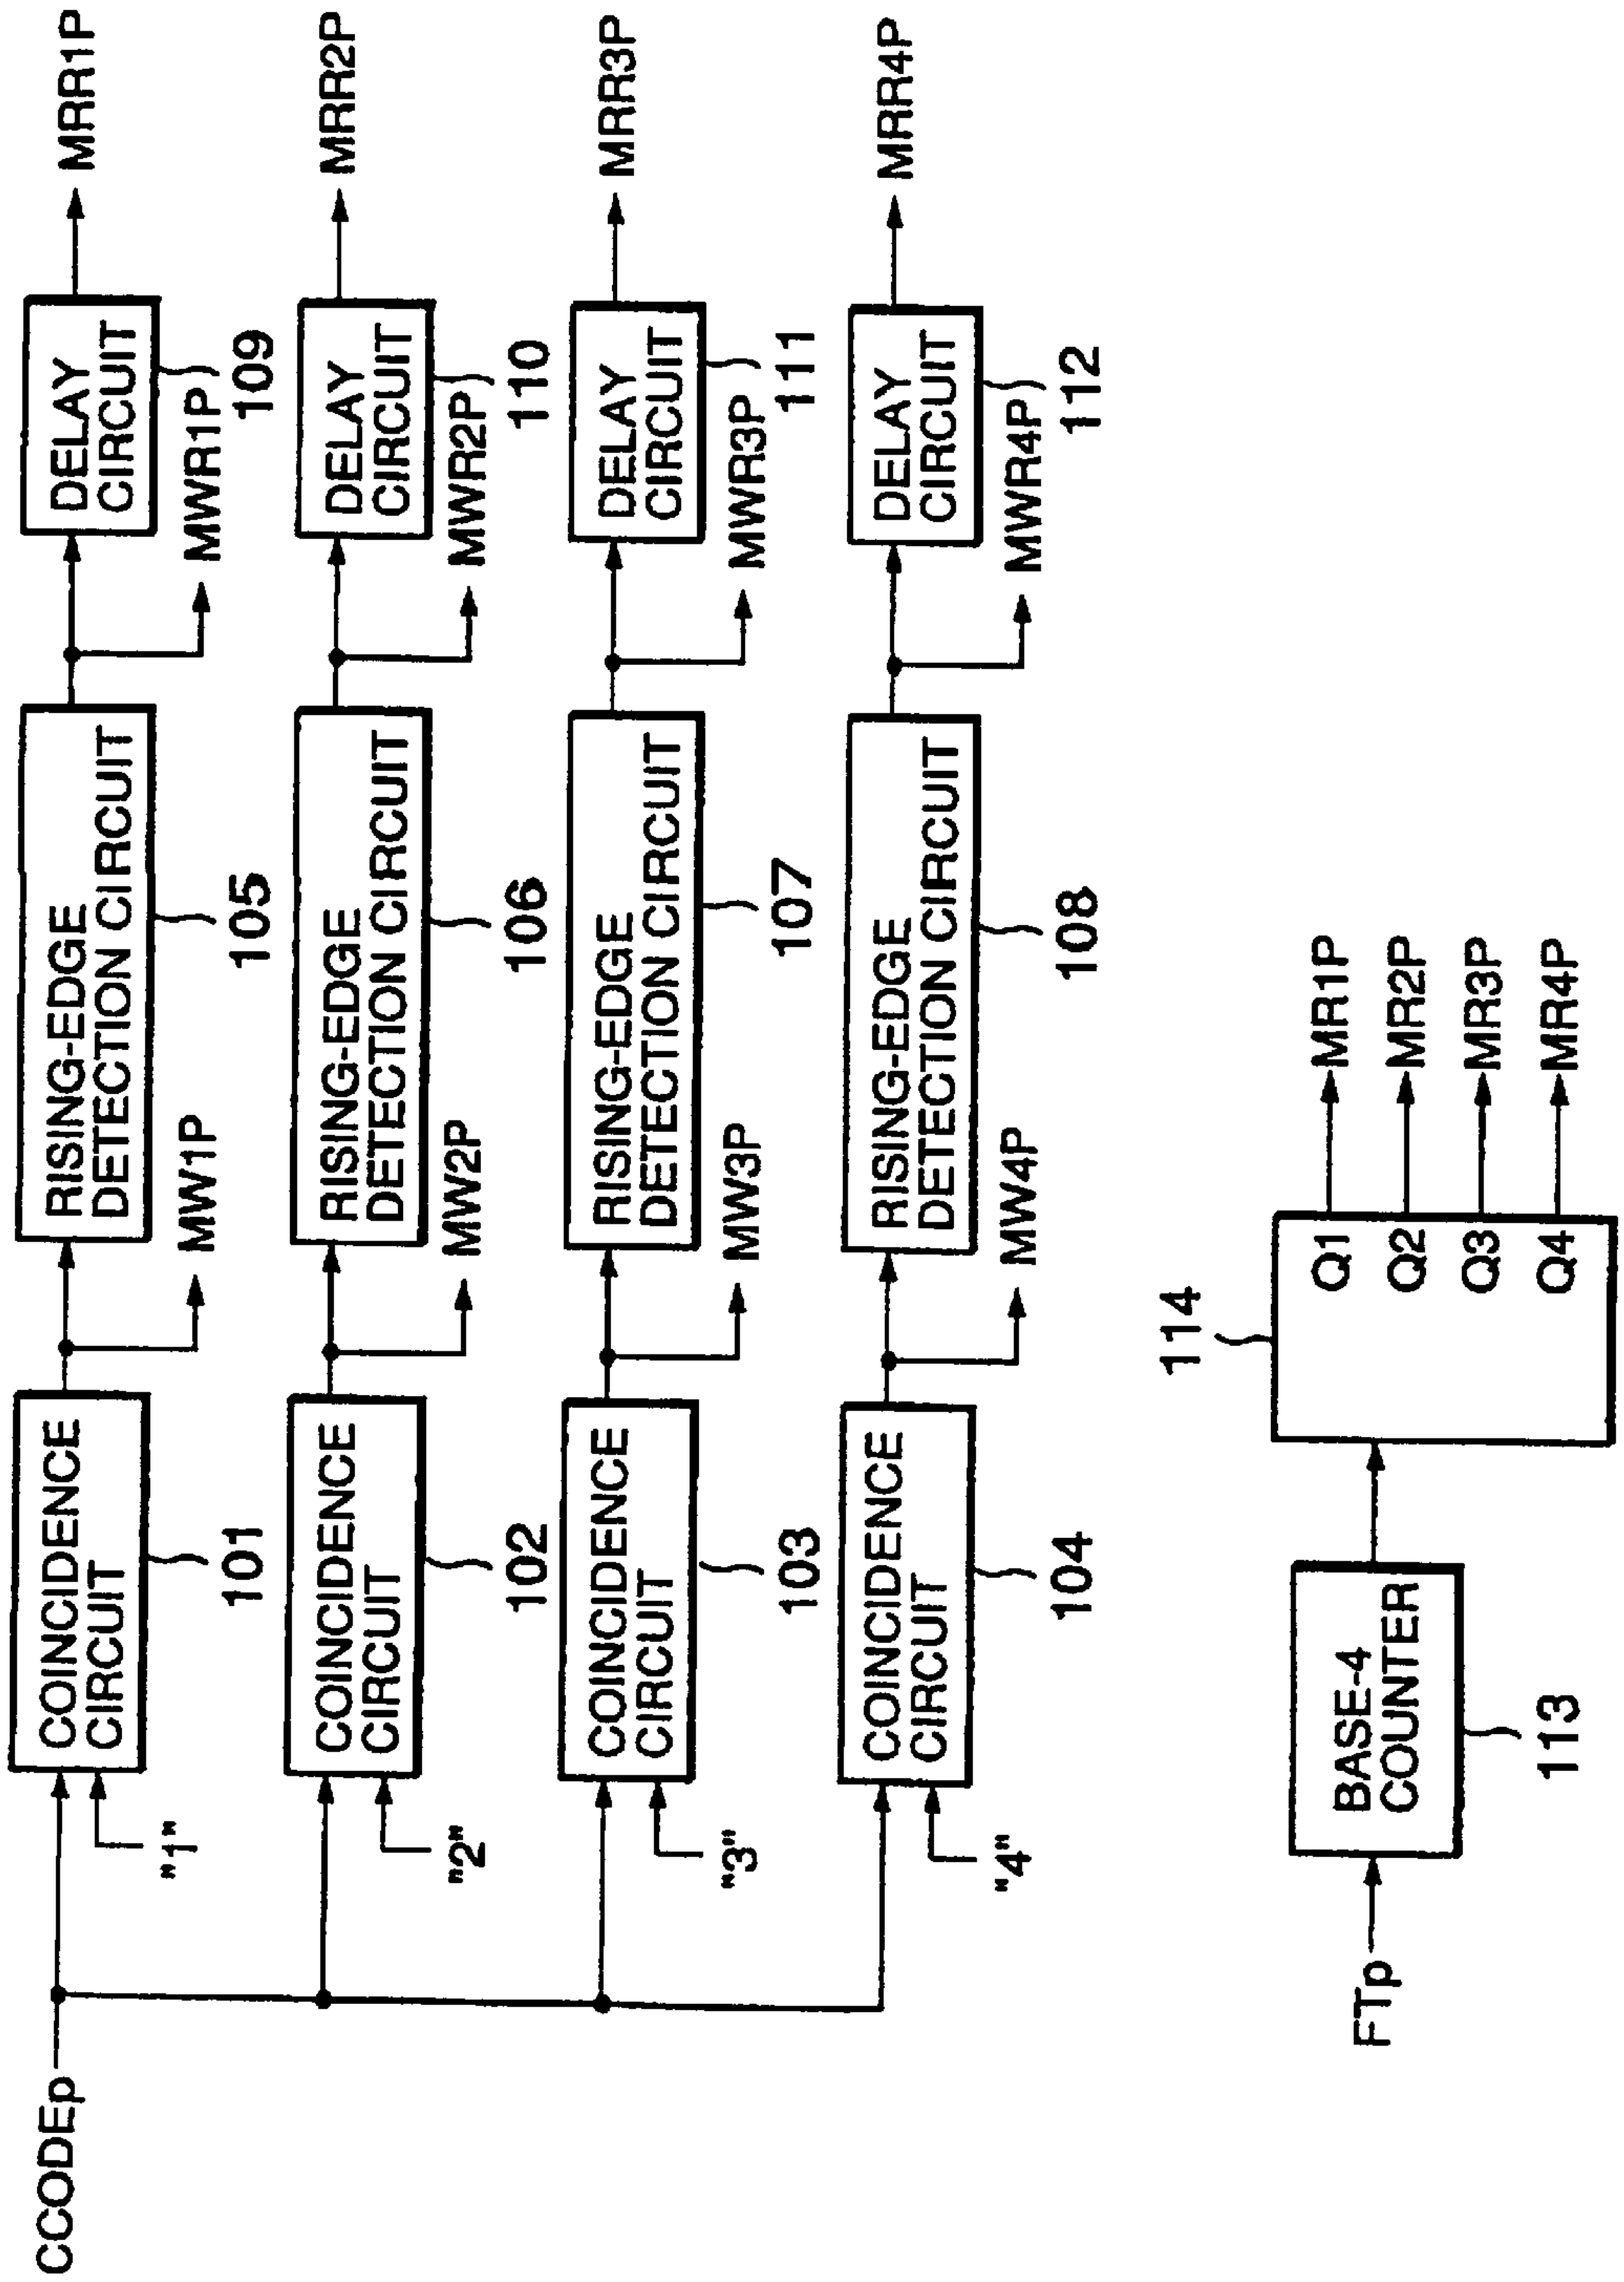 CCODEp
"1"
COINCIDENCE
CIRCUIT
101
MW1P
RISING-EDGE
DETECTION CIRCUIT
105
MWR1P
DELAY
CIRCUIT
109
MRR1P
"2"
COINCIDENCE
CIRCUIT
102
MW2P
RISING-EDGE
DETECTION CIRCUIT
106
MWR2P
DELAY
CIRCUIT
110
MRR2P
"3"
COINCIDENCE
CIRCUIT
103
MW3P
RISING-EDGE
DETECTION CIRCUIT
107
MWR3P
DELAY
CIRCUIT
111
MRR3P
"4"
COINCIDENCE
CIRCUIT
104
MW4P
RISING-EDGE
DETECTION CIRCUIT
108
MWR4P
DELAY
CIRCUIT
112
MRR4P
FTp
BASE-4
COUNTER
113
114
Q1
MR1P
Q2
MR2P
Q3
MR3P
Q4
MR4P